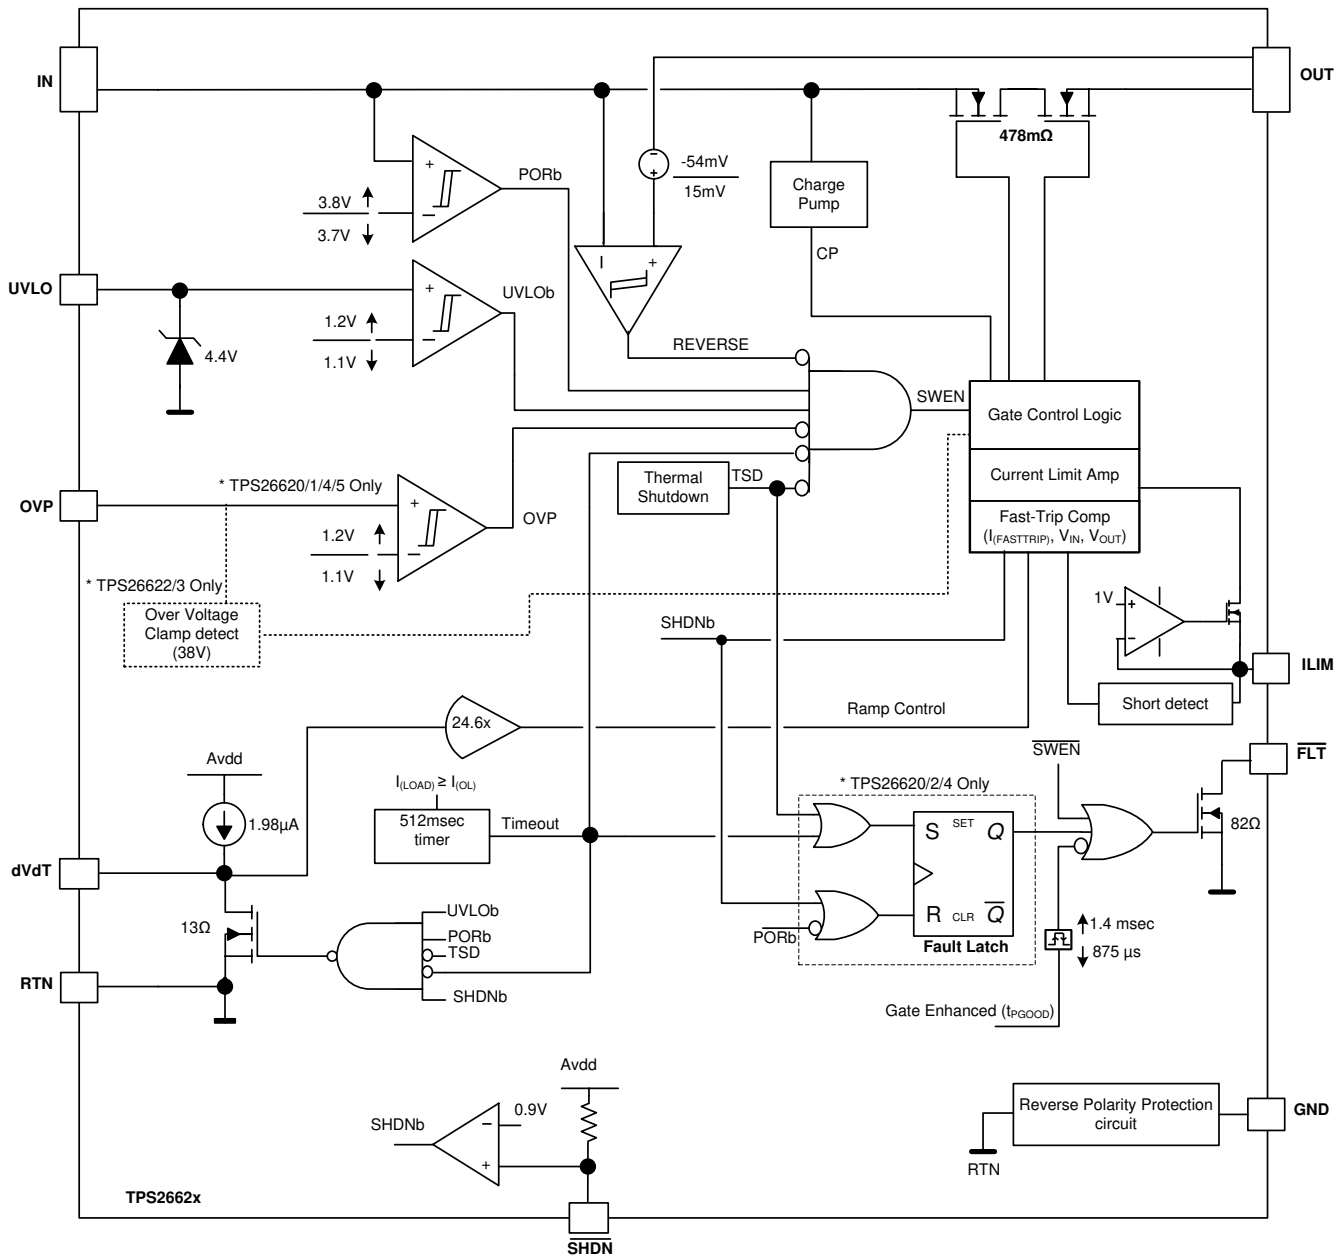 IN
OUT
478mΩ
-54mV
15mV
Charge
Pump
PORb
3.8V
3.7V
CP
UVLO
UVLOb
1.2V
1.1V
4.4V
REVERSE
SWEN
Gate Control Logic
Current Limit Amp
Fast-Trip Comp
(I(FASTTRIP), VIN, VOUT)
Thermal
Shutdown
TSD
* TPS26620/1/4/5 Only
OVP
OVP
1.2V
1.1V
* TPS26622/3 Only
Over Voltage
Clamp detect
(38V)
SHDNb
1V
ILIM
Short detect
24.6x
Ramp Control
SWEN
FLT
Avdd
I(LOAD) ≥ I(OL)
* TPS26620/2/4 Only
1.98µA
512msec
timer
Timeout
S SET Q
82Ω
dVdT
13Ω
UVLOb
PORb
TSD
SHDNb
R CLR Q
PORb
Fault Latch
1.4 msec
875 µs
RTN
Gate Enhanced (tPGOOD)
Avdd
0.9V
SHDNb
Reverse Polarity Protection
circuit
GND
RTN
TPS2662x
SHDN